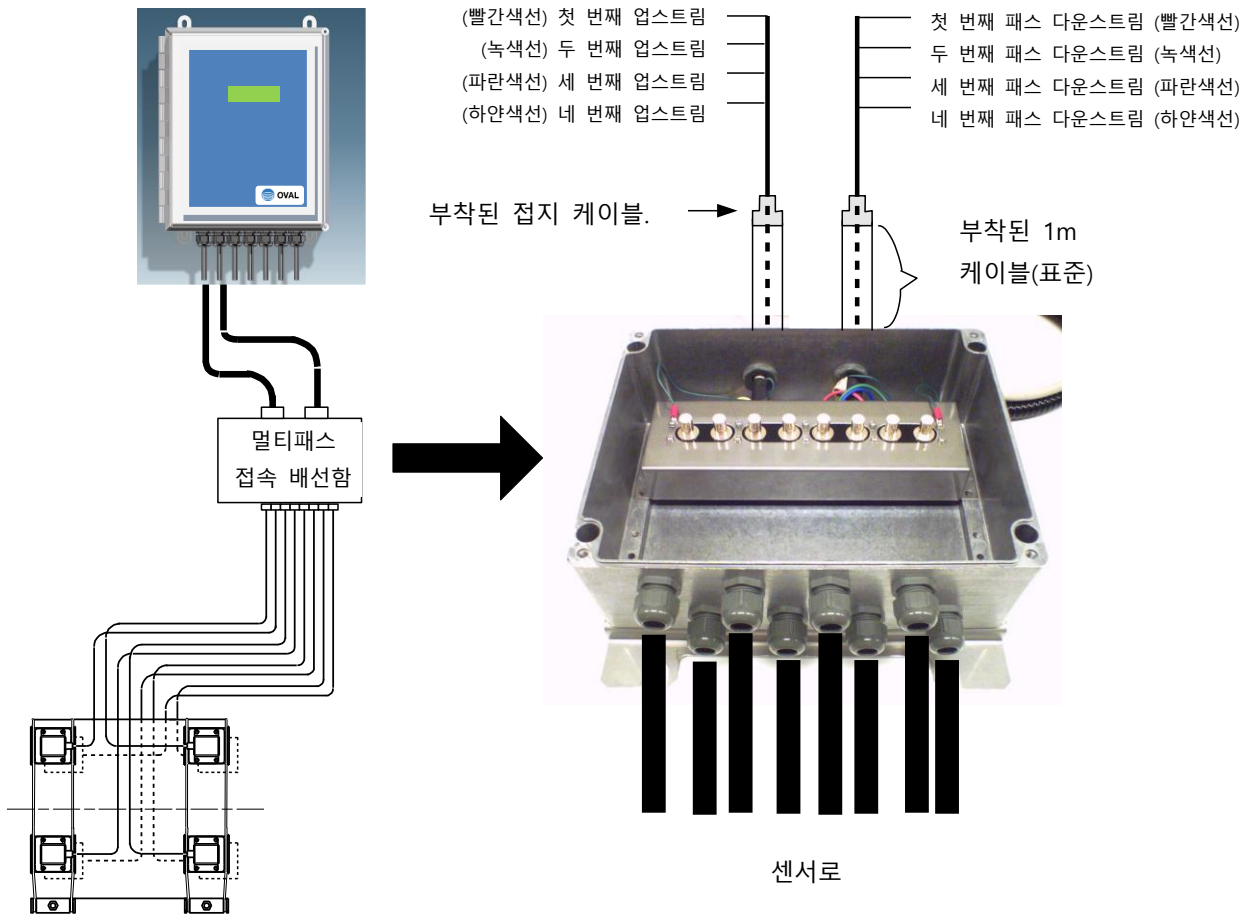 (빨간색선) 첫 번째 업스트림
(녹색선) 두 번째 업스트림
(파란색선) 세 번째 업스트림
(하얀색선) 네 번째 업스트림
첫 번째 패스 다운스트림 (빨간색선)
두 번째 패스 다운스트림 (녹색선)
세 번째 패스 다운스트림 (파란색선)
네 번째 패스 다운스트림 (하얀색선)
OVAL
부착된 접지 케이블.
부착된 1m
케이블(표준)
멀티패스
접속 배선함
센서로